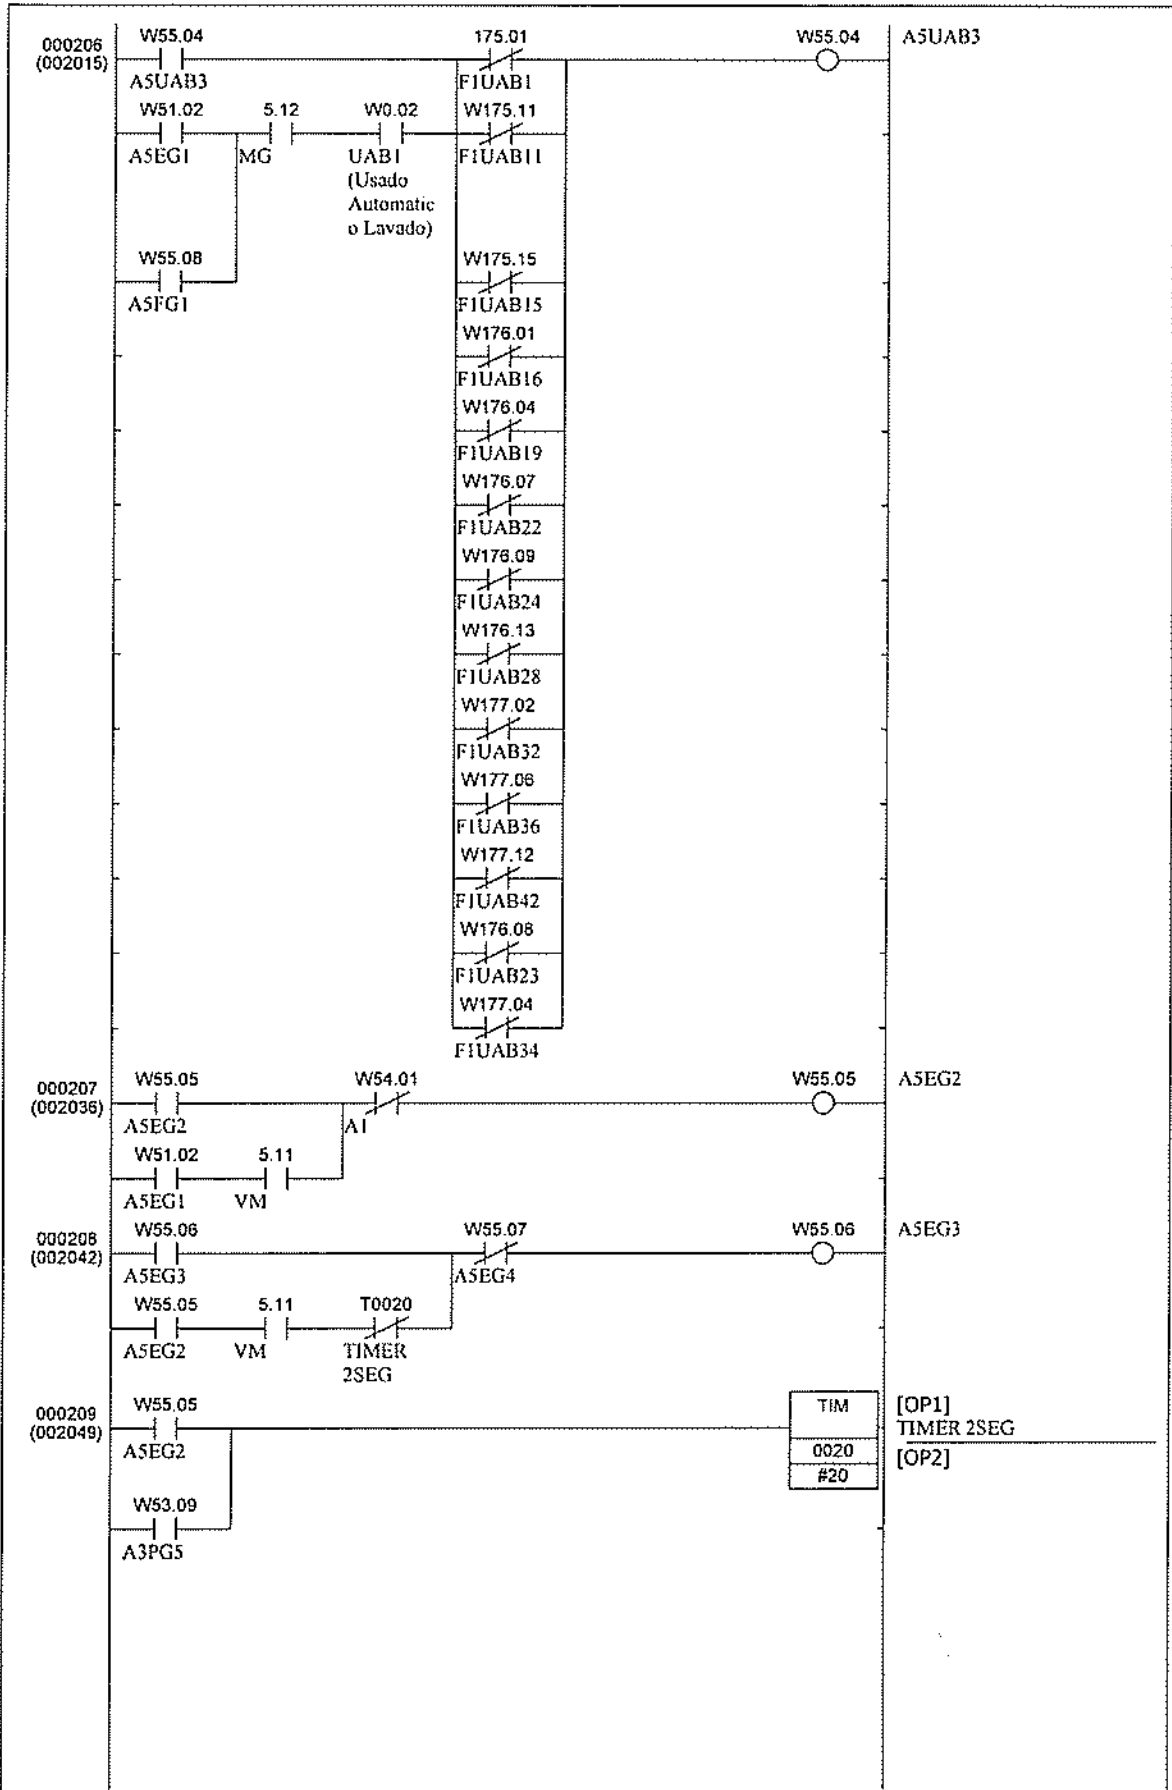 000206
(002015)
W55.04 175.01 W55.04 A5UAB3
A5UAB3 F1UAB1
W51.02 5.12 W0.02 W175.11
A5EG1 MG UAB1 F1UAB11
(Usado
Automatic
o Lavado)
W55.08 W175.15
A5FG1 F1UAB15
W176.01
F1UAB16
W176.04
F1UAB19
W176.07
F1UAB22
W176.09
F1UAB24
W176.13
F1UAB28
W177.02
F1UAB32
W177.06
F1UAB36
W177.12
F1UAB42
W176.08
F1UAB23
W177.04
F1UAB34
000207
(002036)
W55.05 W54.01 W55.05 A5EG2
A5EG2 A1
W51.02 5.11
A5EG1 VM
000208
(002042)
W55.06 W55.07 W55.06 A5EG3
A5EG3 A5EG4
W55.05 5.11 T0020
A5EG2 VM TIMER
2SEG
000209
(002049)
W55.05 TIM [OP1]
A5EG2 TIMER 2SEG
0020 [OP2]
#20
W53.09
A3PG5